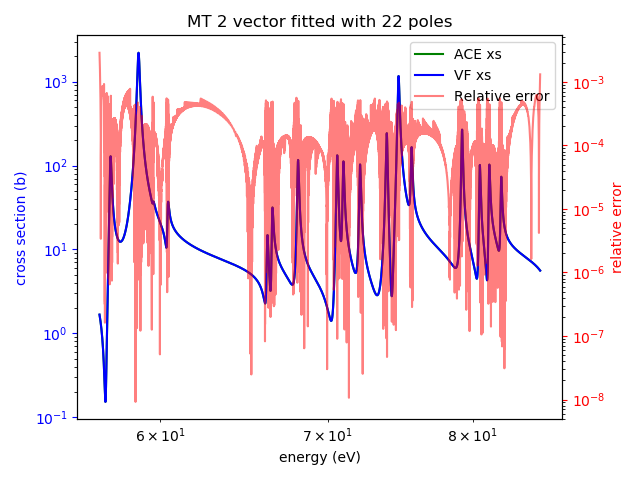 MT 2 vector fitted with 22 poles
ACE xs
VF xs
Relative error
cross section (b)
relative error
10³
10²
10¹
10⁰
10⁻¹
10⁻³
10⁻⁴
10⁻⁵
10⁻⁶
10⁻⁷
10⁻⁸
6 × 10¹
7 × 10¹
8 × 10¹
energy (eV)